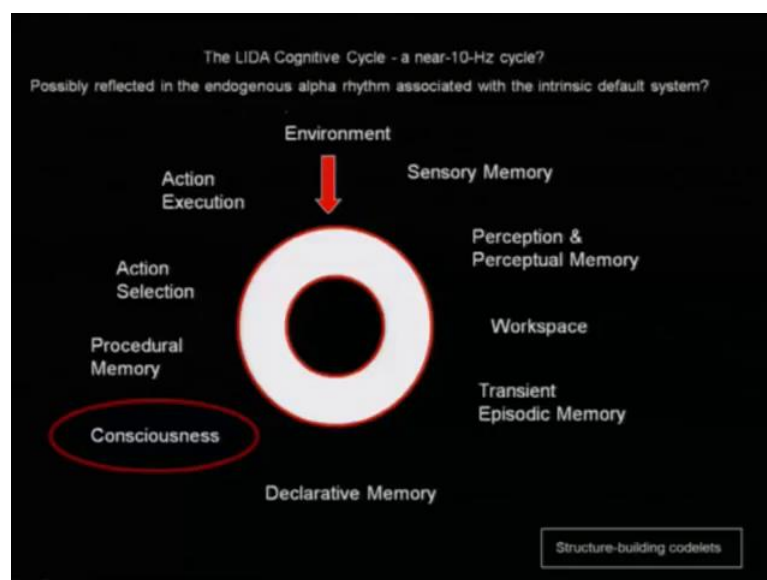 The LIDA Cognitive Cycle - a near-10-Hz cycle?
Possibly reflected in the endogenous alpha rhythm associated with the intrinsic default system?
Environment
Sensory Memory
Perception &
Perceptual Memory
Workspace
Transient
Episodic Memory
Declarative Memory
Consciousness
Procedural
Memory
Action
Selection
Action
Execution
Structure-building codelets